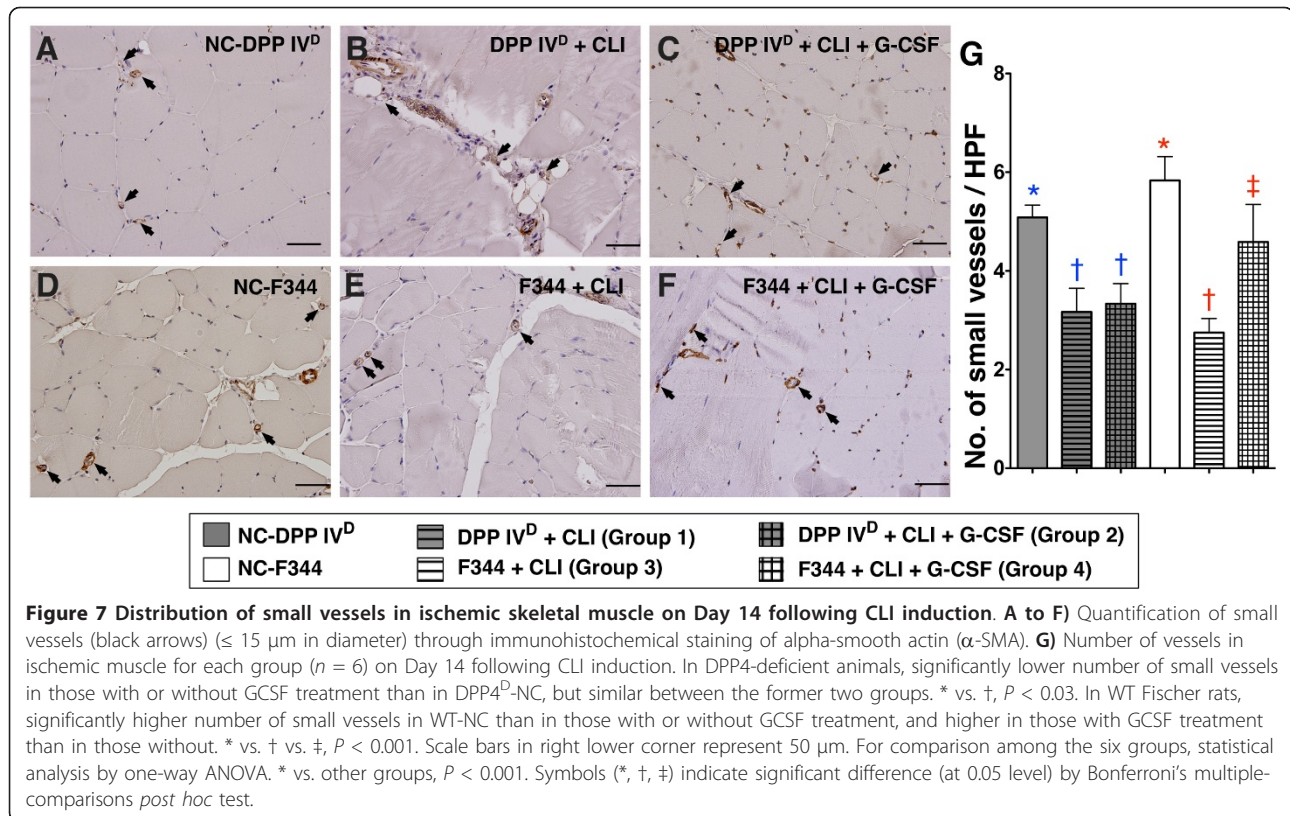 A NC-DPP IVᴰ
B DPP IVᴰ + CLI
C DPP IVᴰ + CLI + G-CSF
D NC-F344
E F344 + CLI
F F344 + CLI + G-CSF
G
8
6
4
2
0
No. of small vessels / HPF
* † † * † ‡
NC-DPP IVᴰ DPP IVᴰ + CLI (Group 1) DPP IVᴰ + CLI + G-CSF (Group 2)
NC-F344 F344 + CLI (Group 3) F344 + CLI + G-CSF (Group 4)
Figure 7 Distribution of small vessels in ischemic skeletal muscle on Day 14 following CLI induction. A to F) Quantification of small
vessels (black arrows) (≤ 15 μm in diameter) through immunohistochemical staining of alpha-smooth actin (α-SMA). G) Number of vessels in
ischemic muscle for each group (n = 6) on Day 14 following CLI induction. In DPP4-deficient animals, significantly lower number of small vessels
in those with or without GCSF treatment than in DPP4ᴰ-NC, but similar between the former two groups. * vs. †, P < 0.03. In WT Fischer rats,
significantly higher number of small vessels in WT-NC than in those with or without GCSF treatment, and higher in those with GCSF treatment
than in those without. * vs. † vs. ‡, P < 0.001. Scale bars in right lower corner represent 50 μm. For comparison among the six groups, statistical
analysis by one-way ANOVA. * vs. other groups, P < 0.001. Symbols (*, †, ‡) indicate significant difference (at 0.05 level) by Bonferroni's multiple-
comparisons post hoc test.